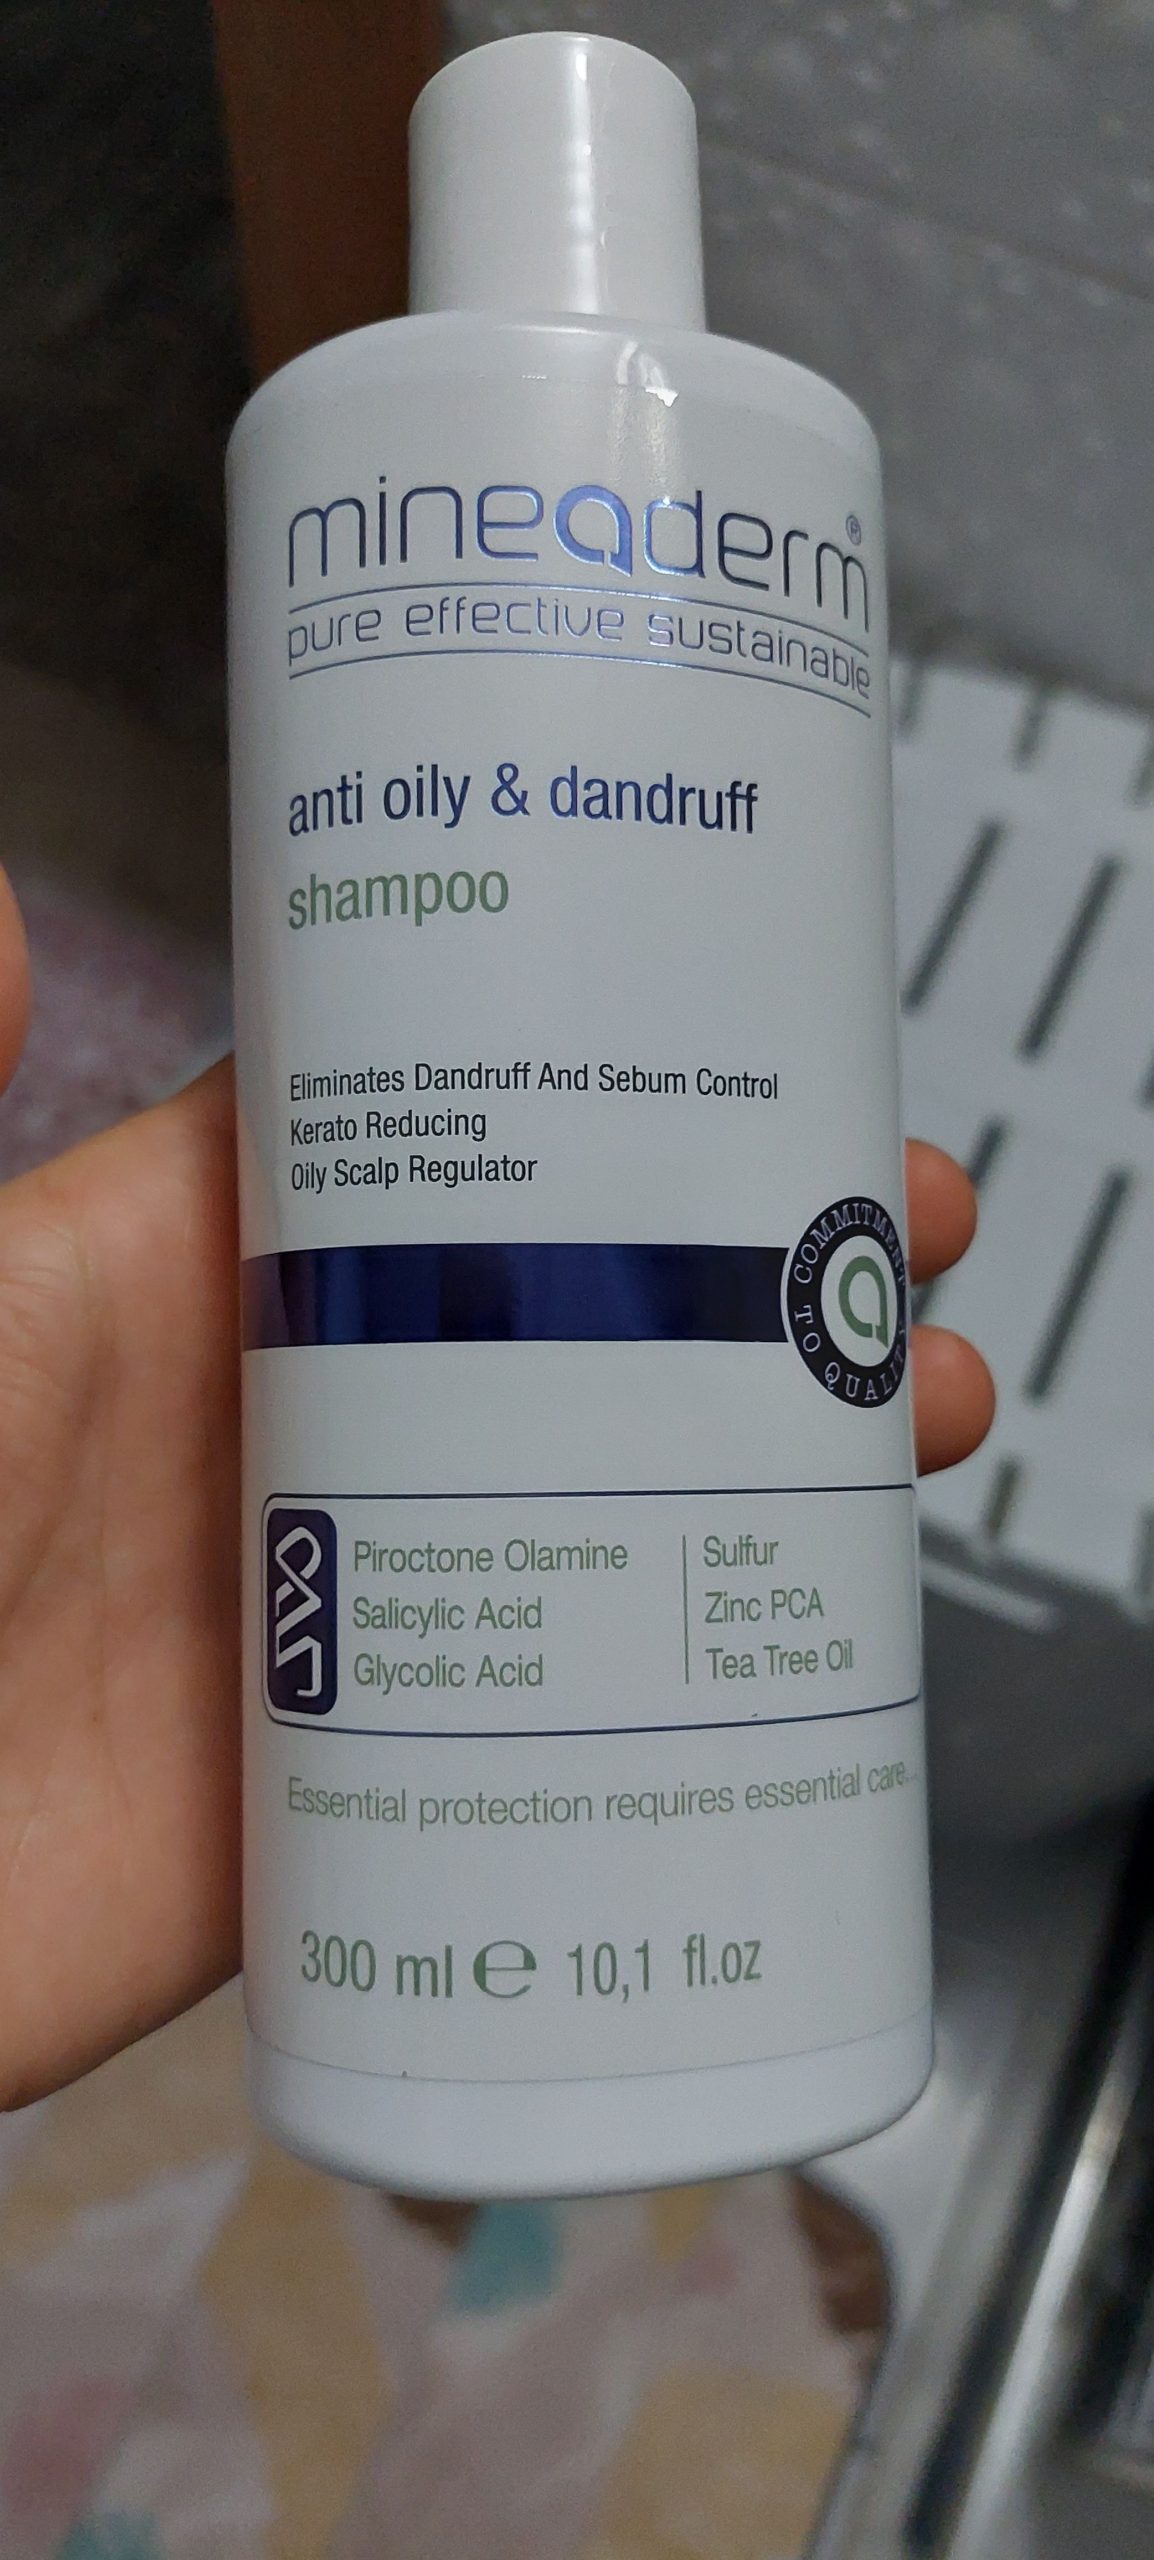 mineaderm®
pure effective sustainable
anti oily & dandruff
shampoo
Eliminates Dandruff And Sebum Control
Kerato Reducing
Oily Scalp Regulator
COMMITMENT TO QUALITY
Piroctone Olamine
Salicylic Acid
Glycolic Acid
Sulfur
Zinc PCA
Tea Tree Oil
Essential protection requires essential care...
300 ml e 10,1 fl.oz